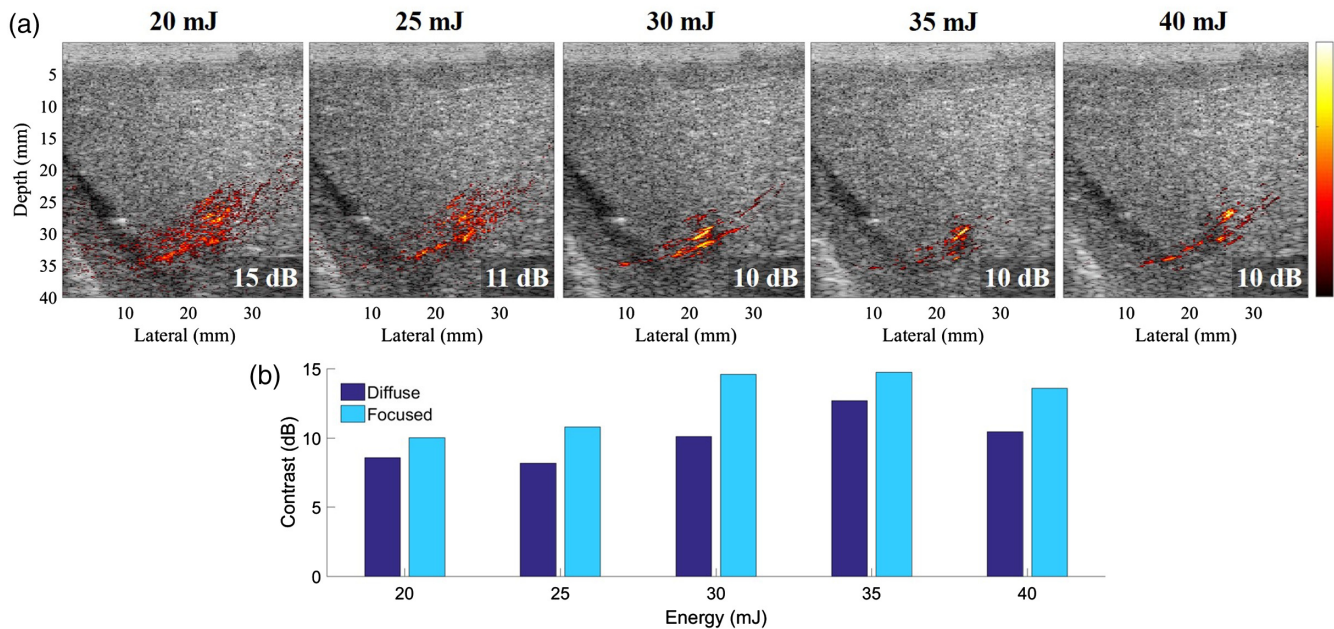 (a)
20 mJ 25 mJ 30 mJ 35 mJ 40 mJ
5
10
15
20
25
30
35
40
Depth (mm)
15 dB 11 dB 10 dB 10 dB 10 dB
10 20 30 10 20 30 10 20 30 10 20 30 10 20 30
Lateral (mm) Lateral (mm) Lateral (mm) Lateral (mm) Lateral (mm)
(b)
15
10
5
0
Contrast (dB)
Diffuse
Focused
20 25 30 35 40
Energy (mJ)